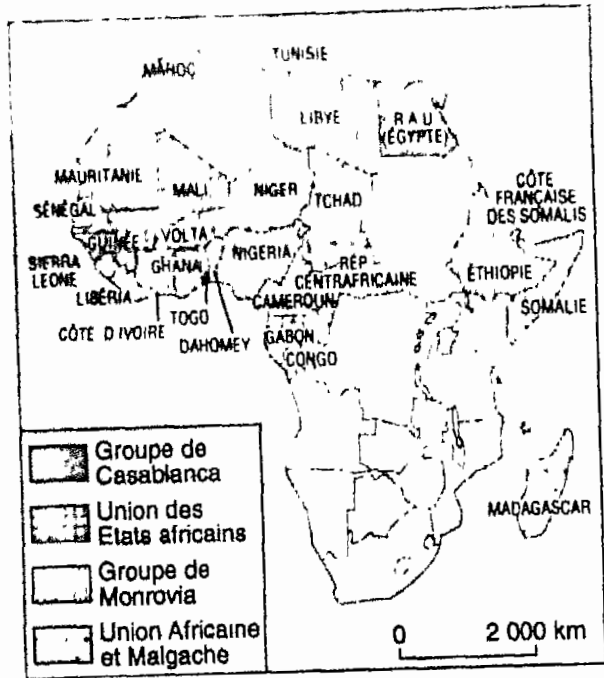 TUNISIE
MAROC
LIBYE
R A U
(ÉGYPTE)
MAURITANIE
MALI
NIGER
TCHAD
CÔTE
FRANÇAISE
DES SOMALIS
SÉNÉGAL
GUINÉE
VOLTA
NIGERIA
SIERRA
LEONE
GHANA
RÉP
CENTRAFRICAINE
ÉTHIOPIE
LIBÉRIA
CAMEROUN
SOMALIE
CÔTE D'IVOIRE
TOGO
DAHOMEY
GABON
CONGO
MADAGASCAR
Groupe de
Casablanca
Union des
Etats africains
Groupe de
Monrovia
Union Africaine
et Malgache
0 2 000 km